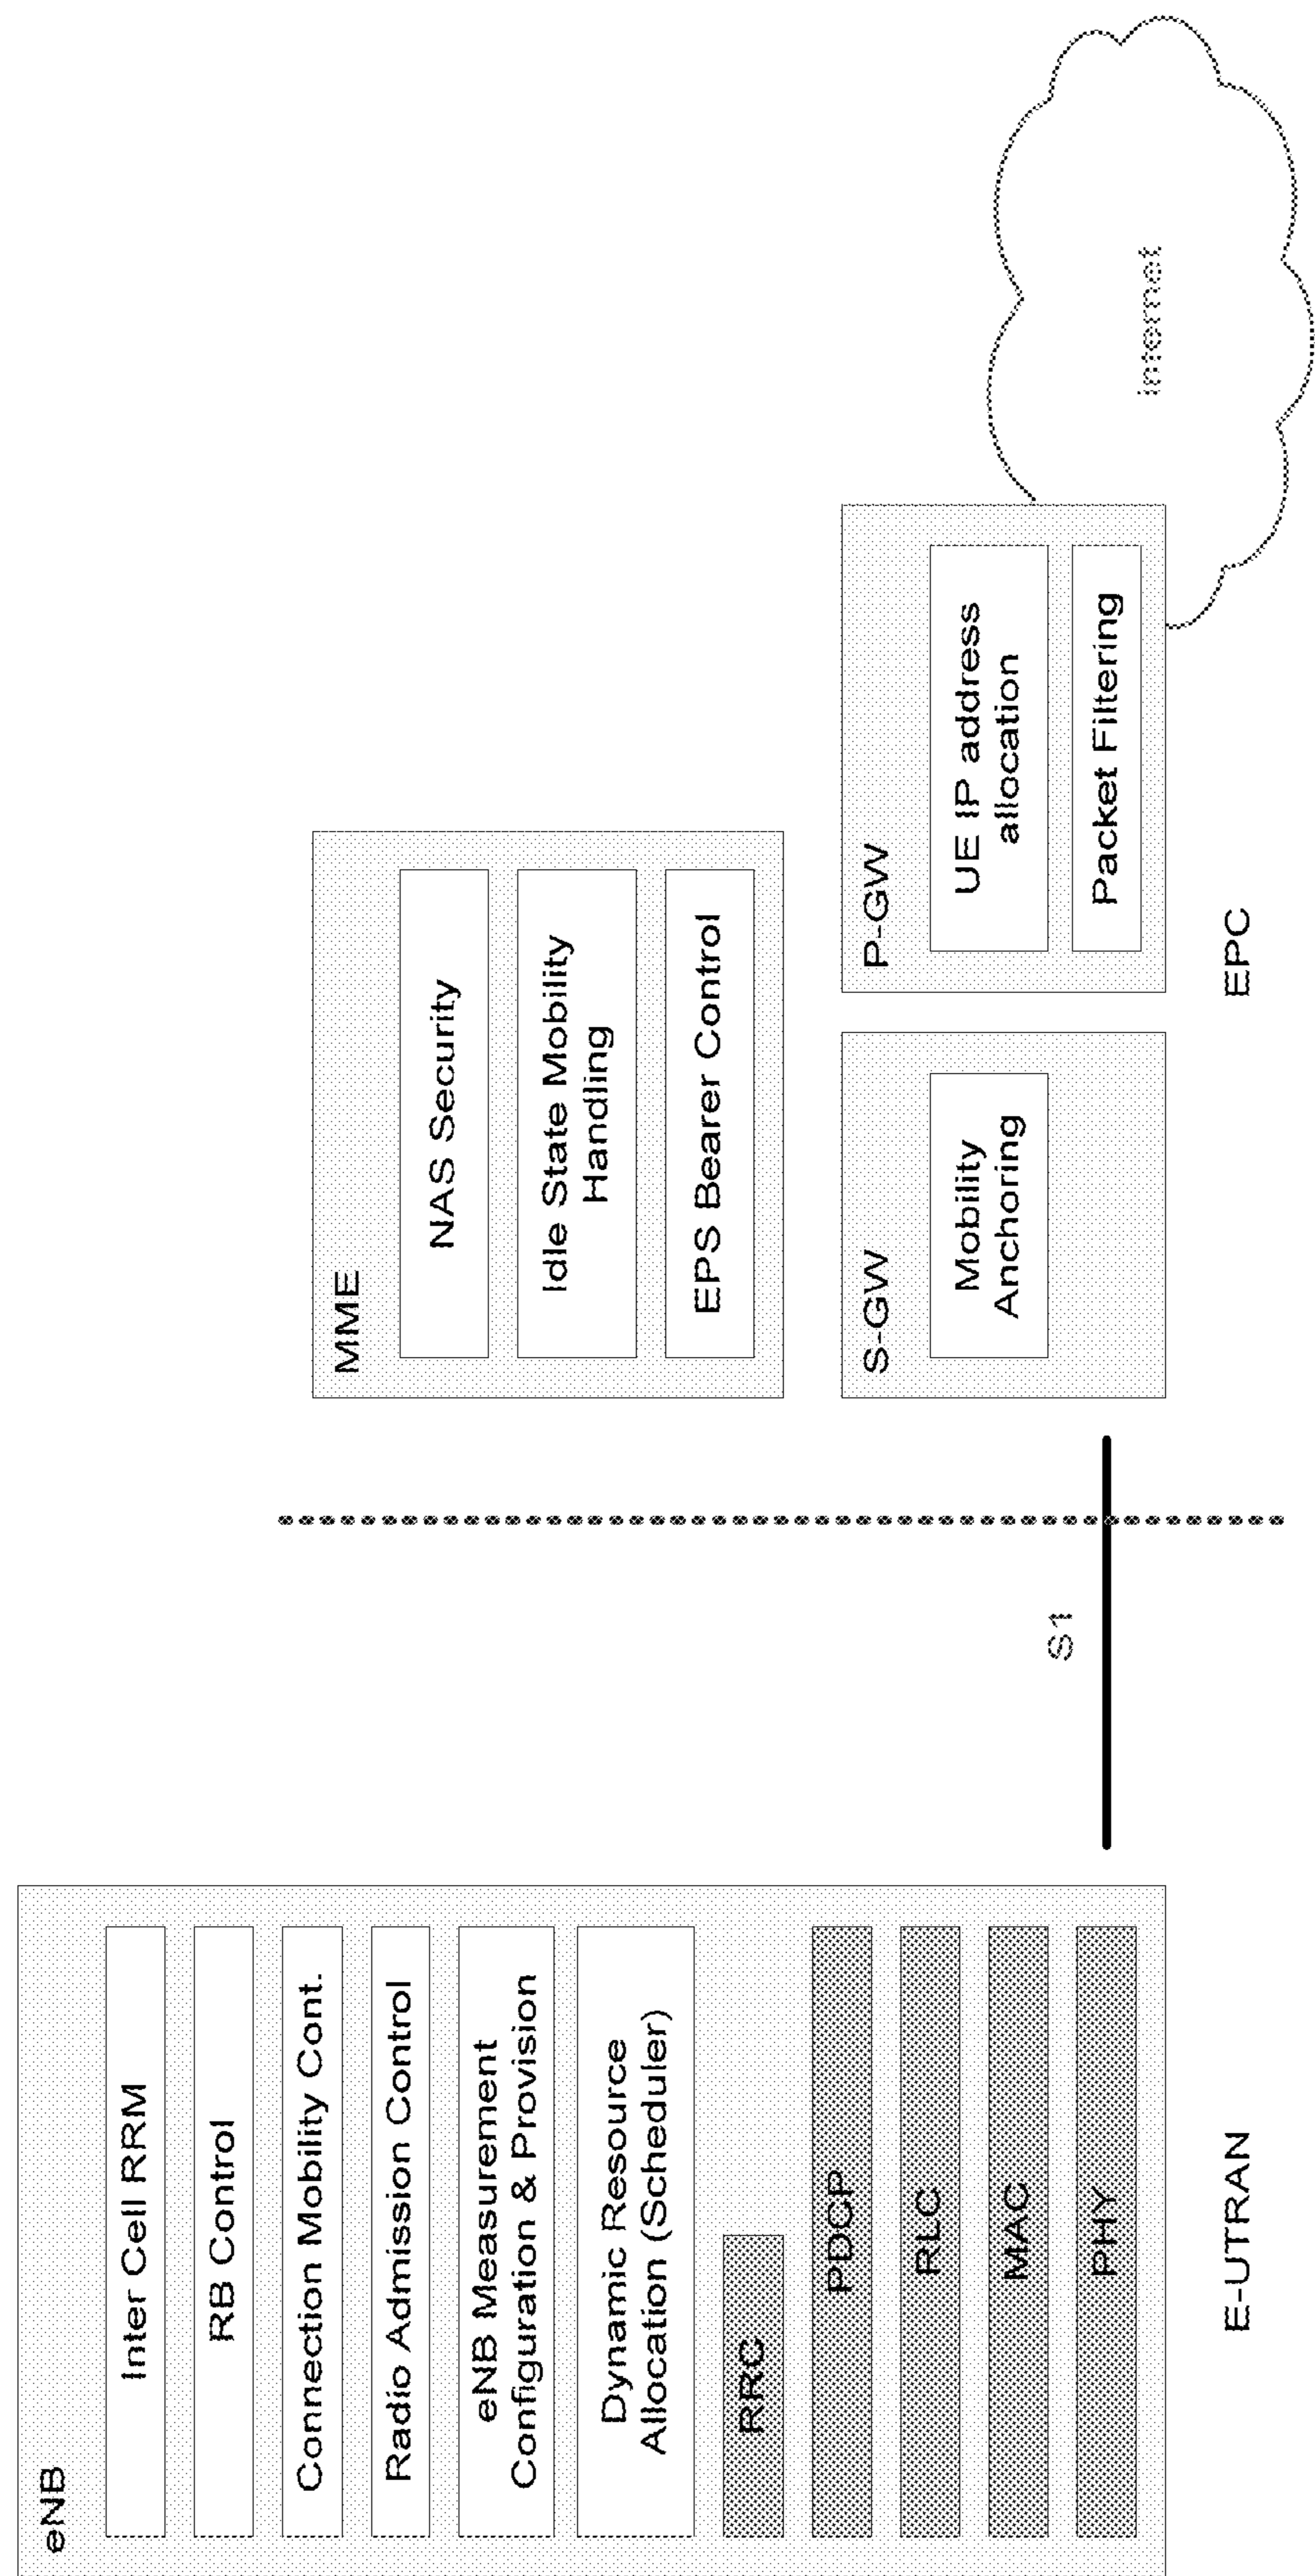 eNB
Inter Cell RRM
RB Control
Connection Mobility Cont.
Radio Admission Control
eNB Measurement
Configuration & Provision
Dynamic Resource
Allocation (Scheduler)
RRC
PDCP
RLC
MAC
PHY
E-UTRAN
S1
MME
NAS Security
Idle State Mobility
Handling
EPS Bearer Control
S-GW
Mobility
Anchoring
P-GW
UE IP address
allocation
Packet Filtering
EPC
internet